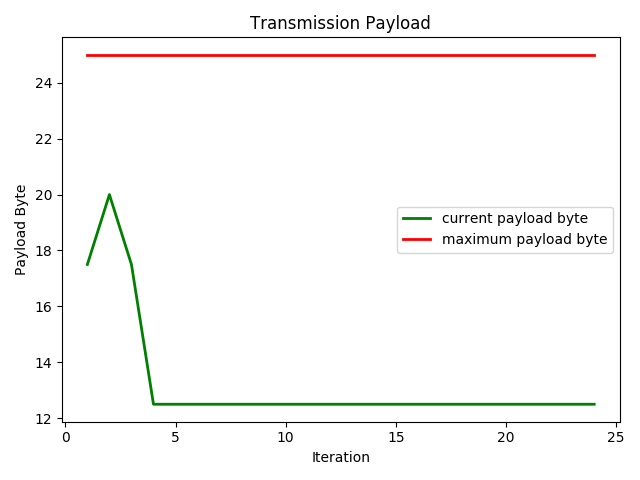 Transmission Payload
Payload Byte
24
22
20
18
16
14
12
current payload byte
maximum payload byte
0 5 10 15 20 25
Iteration